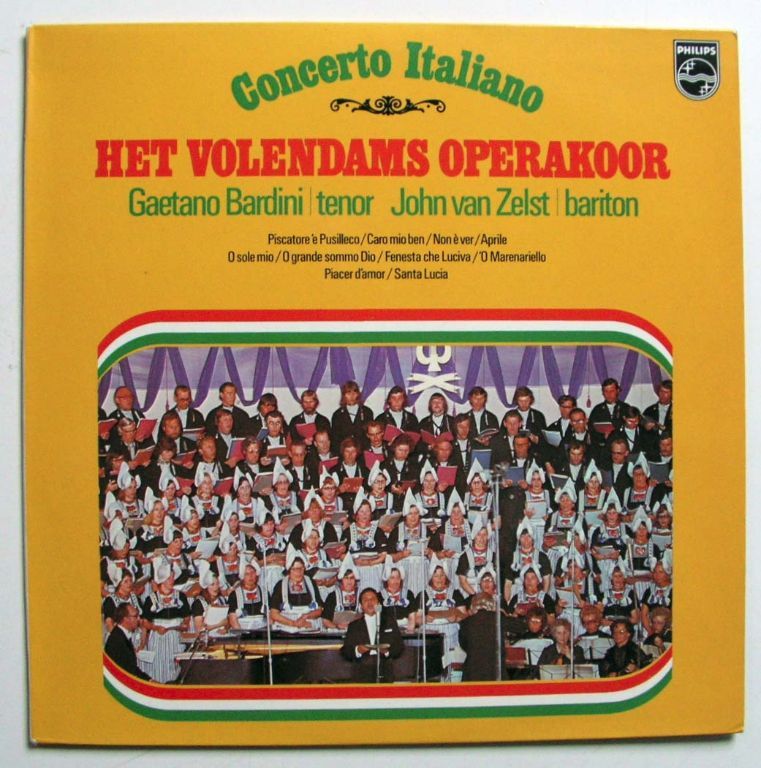 Concerto Italiano
PHILIPS
HET VOLENDAMS OPERAKOOR
Gaetano Bardini | tenor John van Zelst | bariton
Piscatore 'e Pusilleco / Caro mio ben / Non è ver / Aprile
O sole mio / O grande sommo Dio / Fenesta che Luciva / 'O Marenariello
Piacer d'amor / Santa Lucia